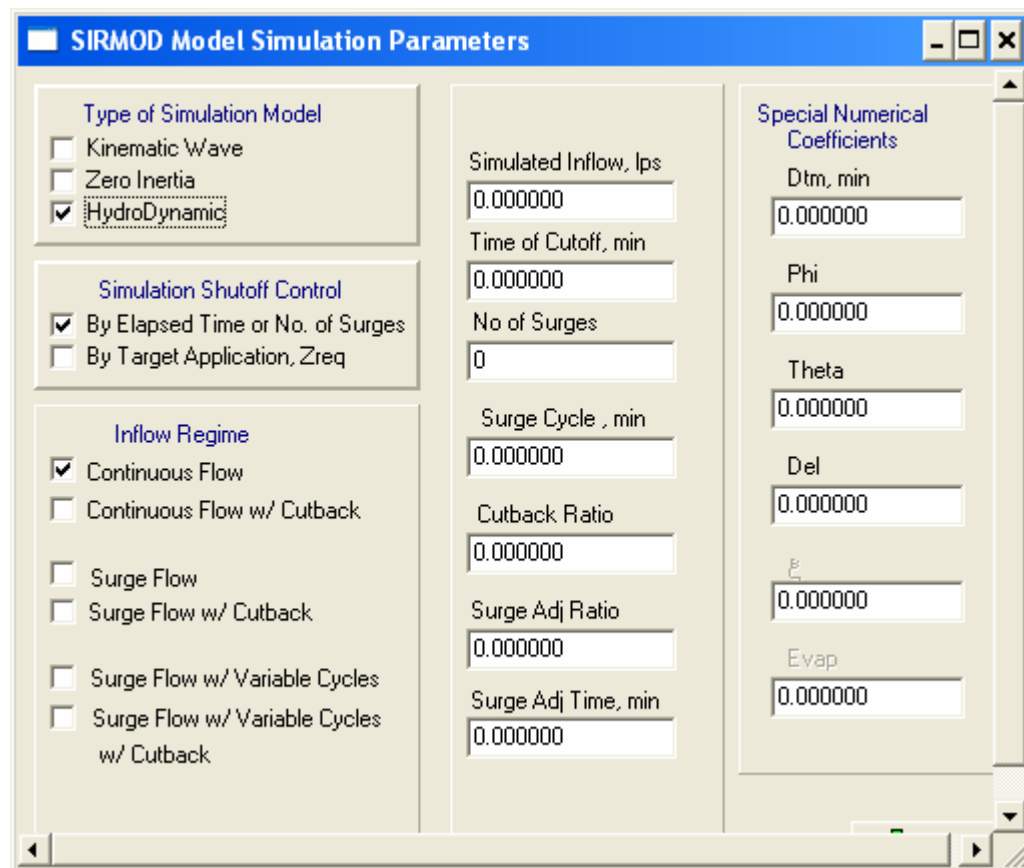 SIRMOD Model Simulation Parameters
Type of Simulation Model
Kinematic Wave
Zero Inertia
HydroDynamic
Simulation Shutoff Control
By Elapsed Time or No. of Surges
By Target Application, Zreq
Inflow Regime
Continuous Flow
Continuous Flow w/ Cutback
Surge Flow
Surge Flow w/ Cutback
Surge Flow w/ Variable Cycles
Surge Flow w/ Variable Cycles
w/ Cutback
Simulated Inflow, lps
0.000000
Time of Cutoff, min
0.000000
No of Surges
0
Surge Cycle , min
0.000000
Cutback Ratio
0.000000
Surge Adj Ratio
0.000000
Surge Adj Time, min
0.000000
Special Numerical
Coefficients
Dtm, min
0.000000
Phi
0.000000
Theta
0.000000
Del
0.000000
0.000000
Evap
0.000000